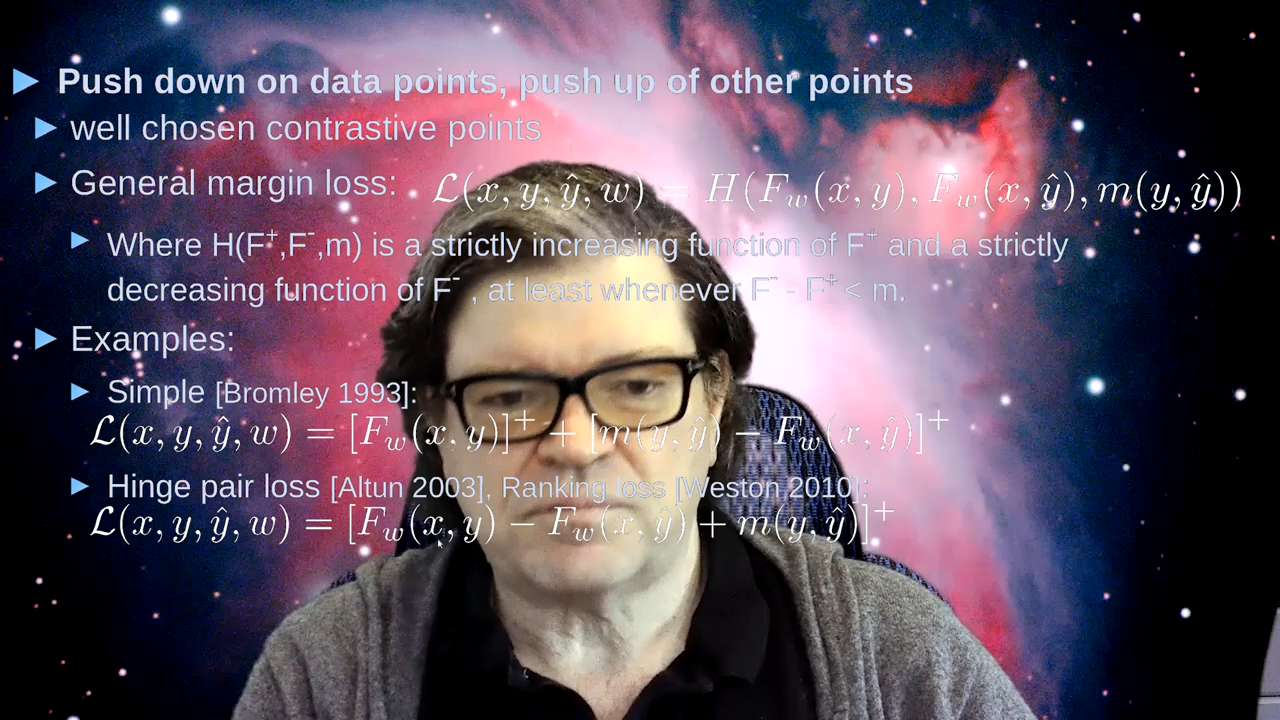 Push down on data points, push up of other points
well chosen contrastive points
General margin loss: ℒ(x, y, ŷ, w) = H(F_w(x, y), F_w(x, ŷ), m(y, ŷ))
Where H(F⁺,F⁻,m) is a strictly increasing function of F⁺ and a strictly
decreasing function of F⁻ , at least whenever F⁻ - F⁺ < m.
Examples:
Simple [Bromley 1993]:
ℒ(x, y, ŷ, w) = [F_w(x, y)]⁺ + [m(y, ŷ) − F_w(x, ŷ)]⁺
Hinge pair loss [Altun 2003], Ranking loss [Weston 2010]:
ℒ(x, y, ŷ, w) = [F_w(x, y) − F_w(x, ŷ) + m(y, ŷ)]⁺